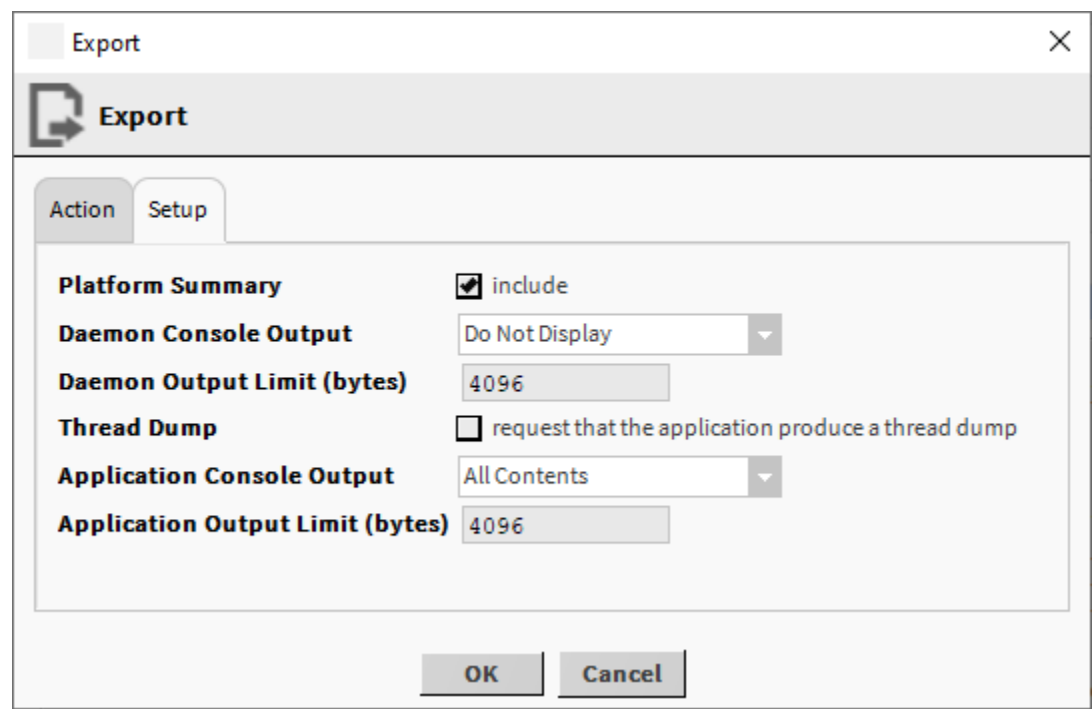 Export
Export
Action Setup
Platform Summary include
Daemon Console Output Do Not Display
Daemon Output Limit (bytes) 4096
Thread Dump request that the application produce a thread dump
Application Console Output All Contents
Application Output Limit (bytes) 4096
OK Cancel